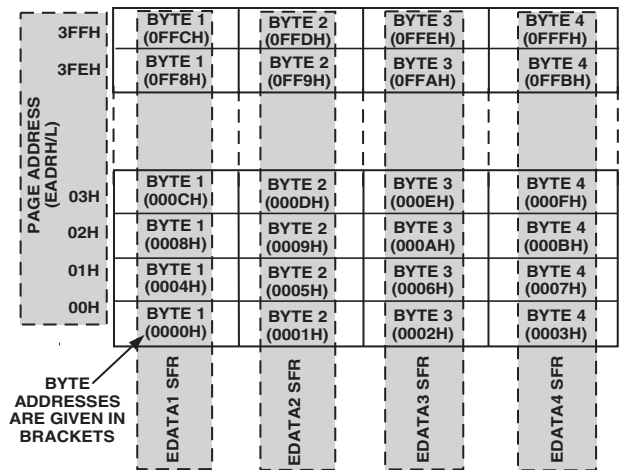 3FFH
BYTE 1 BYTE 2 BYTE 3 BYTE 4
(0FFCH) (0FFDH) (0FFEH) (0FFFH)
3FEH
BYTE 1 BYTE 2 BYTE 3 BYTE 4
(0FF8H) (0FF9H) (0FFAH) (0FFBH)
PAGE ADDRESS
(EADRH/L)
03H
BYTE 1 BYTE 2 BYTE 3 BYTE 4
(000CH) (000DH) (000EH) (000FH)
02H
BYTE 1 BYTE 2 BYTE 3 BYTE 4
(0008H) (0009H) (000AH) (000BH)
01H
BYTE 1 BYTE 2 BYTE 3 BYTE 4
(0004H) (0005H) (0006H) (0007H)
00H
BYTE 1 BYTE 2 BYTE 3 BYTE 4
(0000H) (0001H) (0002H) (0003H)
BYTE
ADDRESSES
ARE GIVEN IN
BRACKETS
EDATA1 SFR
EDATA2 SFR
EDATA3 SFR
EDATA4 SFR